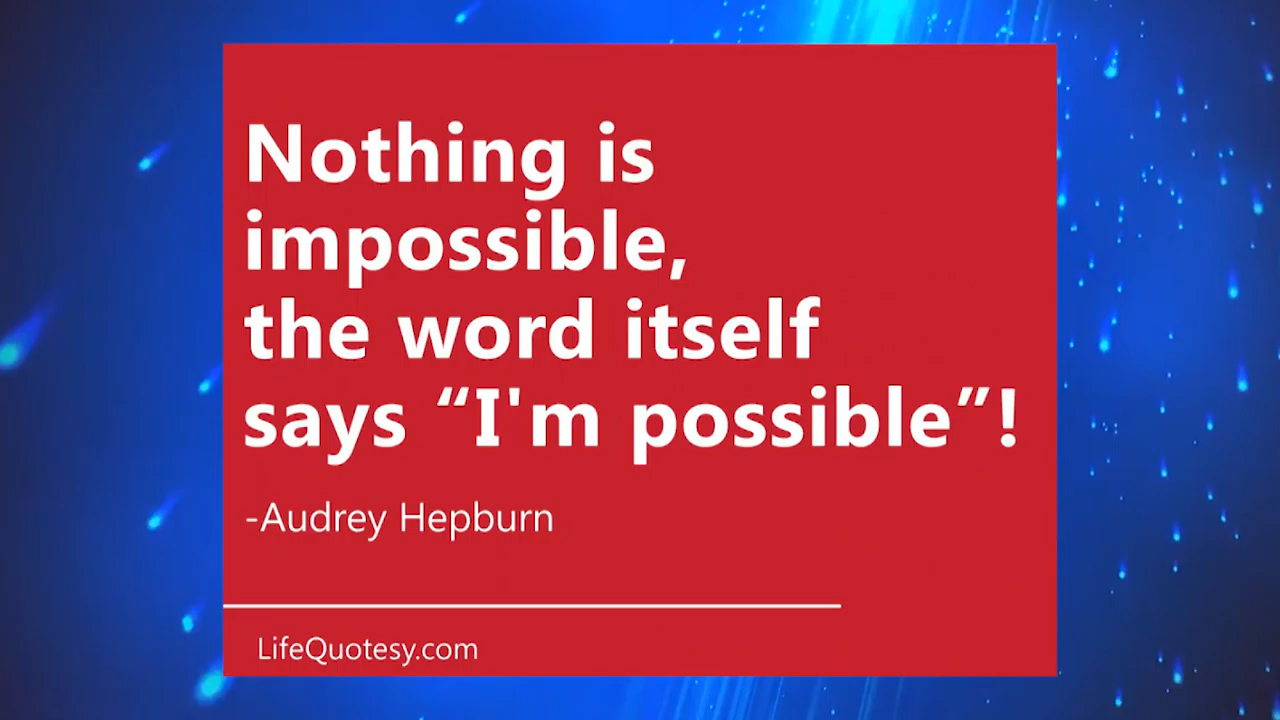 Nothing is
impossible,
the word itself
says “I'm possible”!
-Audrey Hepburn
LifeQuotesy.com